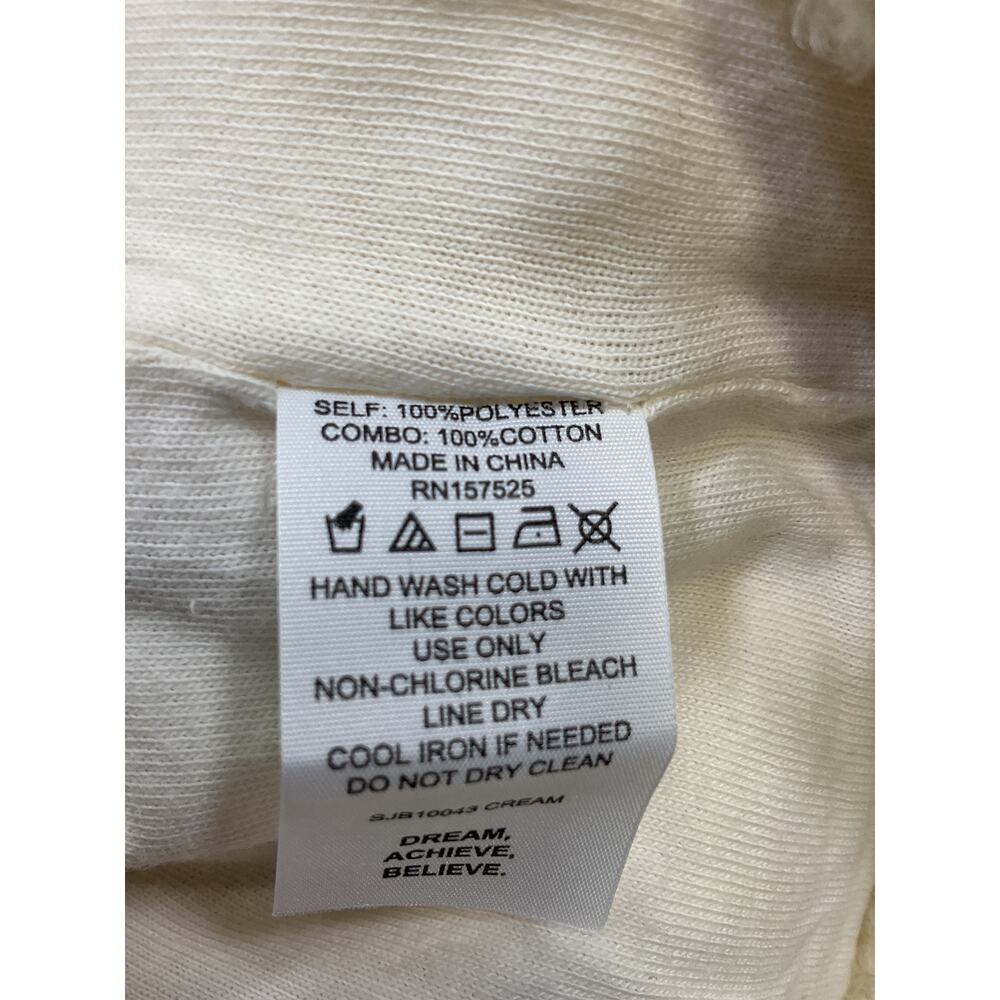 SELF: 100%POLYESTER
COMBO: 100%COTTON
MADE IN CHINA
RN157525
HAND WASH COLD WITH
LIKE COLORS
USE ONLY
NON-CHLORINE BLEACH
LINE DRY
COOL IRON IF NEEDED
DO NOT DRY CLEAN
SJB10043 CREAM
DREAM,
ACHIEVE,
BELIEVE.